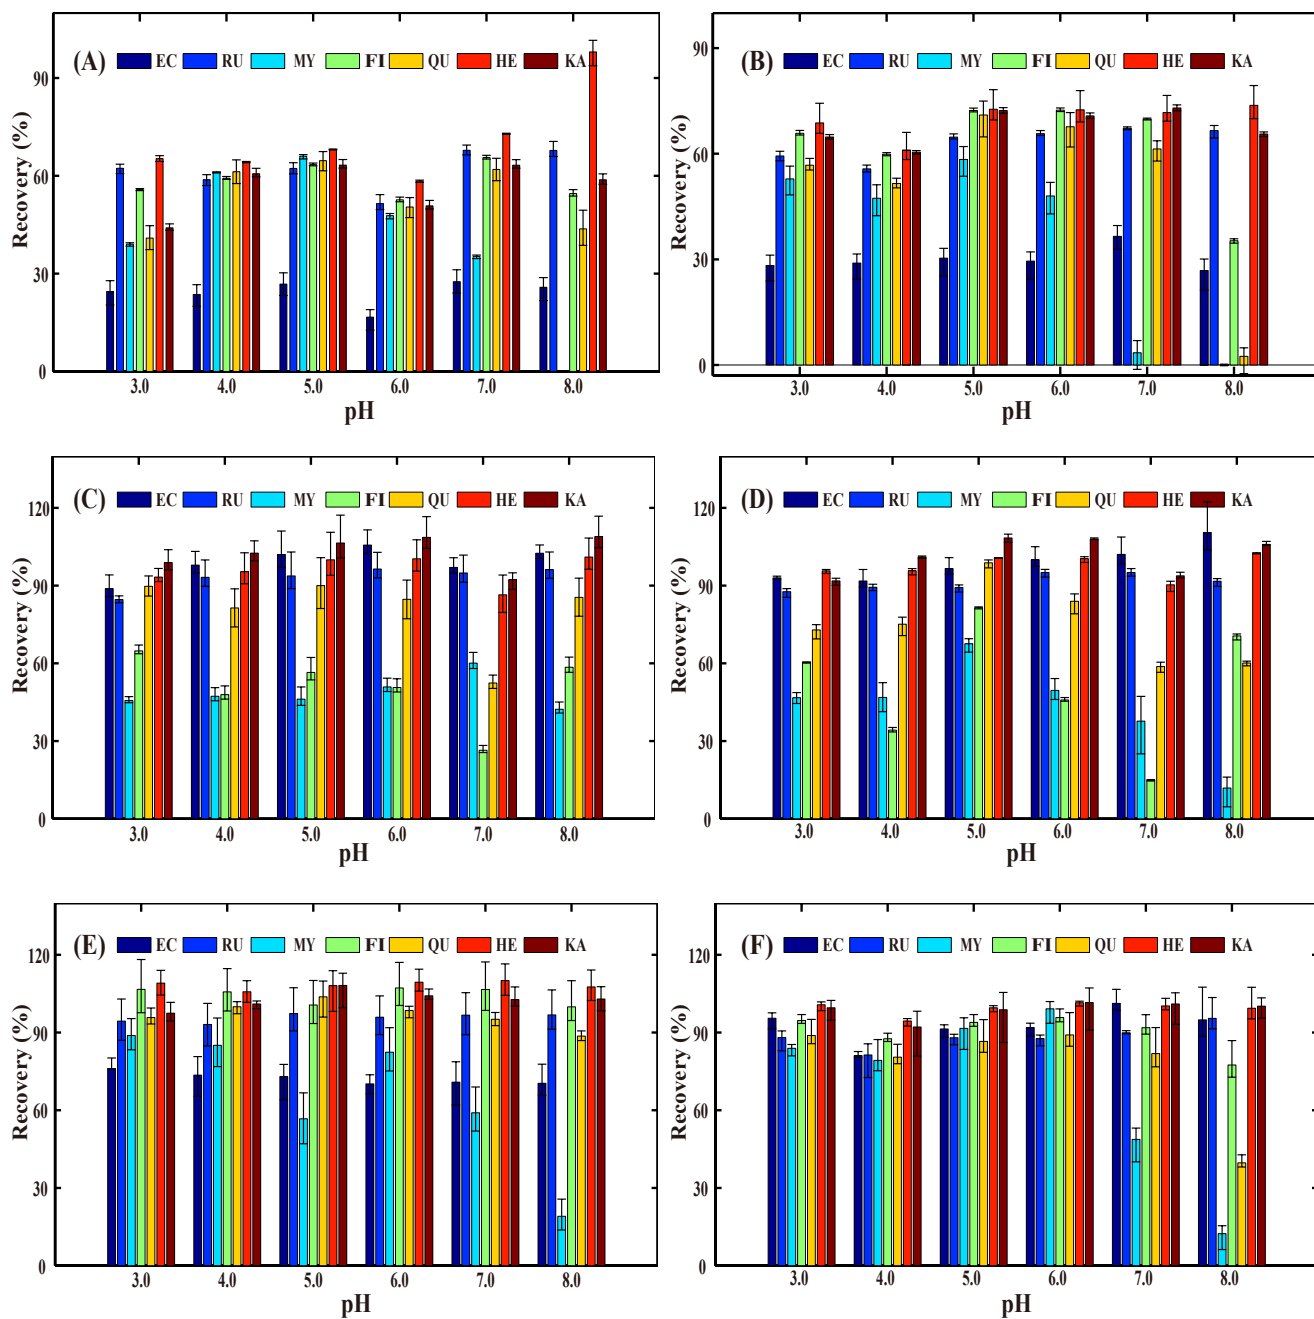 (A) EC RU MY FI QU HE KA
Recovery (%)
90
60
30
0
3.0 4.0 5.0 6.0 7.0 8.0
pH
(B) EC RU MY FI QU HE KA
Recovery (%)
90
60
30
0
3.0 4.0 5.0 6.0 7.0 8.0
pH
(C) EC RU MY FI QU HE KA
Recovery (%)
120
90
60
30
0
3.0 4.0 5.0 6.0 7.0 8.0
pH
(D) EC RU MY FI QU HE KA
Recovery (%)
120
90
60
30
0
3.0 4.0 5.0 6.0 7.0 8.0
pH
(E) EC RU MY FI QU HE KA
Recovery (%)
120
90
60
30
0
3.0 4.0 5.0 6.0 7.0 8.0
pH
(F) EC RU MY FI QU HE KA
Recovery (%)
120
90
60
30
0
3.0 4.0 5.0 6.0 7.0 8.0
pH